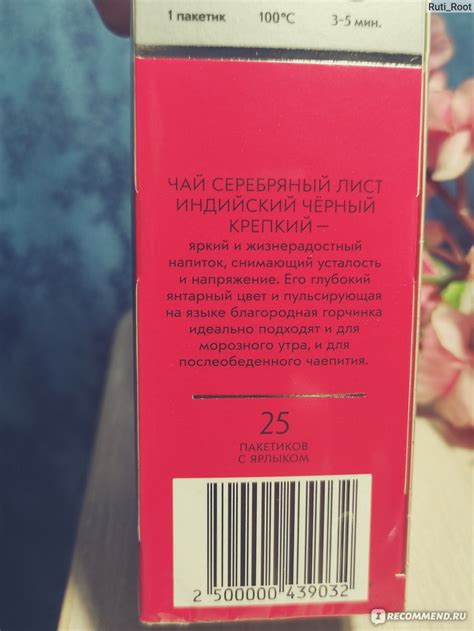 Ruti_Root
1 пакетик 100°C 3-5 мин.
ЧАЙ СЕРЕБРЯНЫЙ ЛИСТ
ИНДИЙСКИЙ ЧЁРНЫЙ
КРЕПКИЙ –
яркий и жизнерадостный
напиток, снимающий усталость
и напряжение. Его глубокий
янтарный цвет и пульсирующая
на языке благородная горчинка
идеально подходят и для
морозного утра, и для
послеобеденного чаепития.
25
ПАКЕТИКОВ
С ЯРЛЫКОМ
2 500000 439032
I RECOMMEND.RU